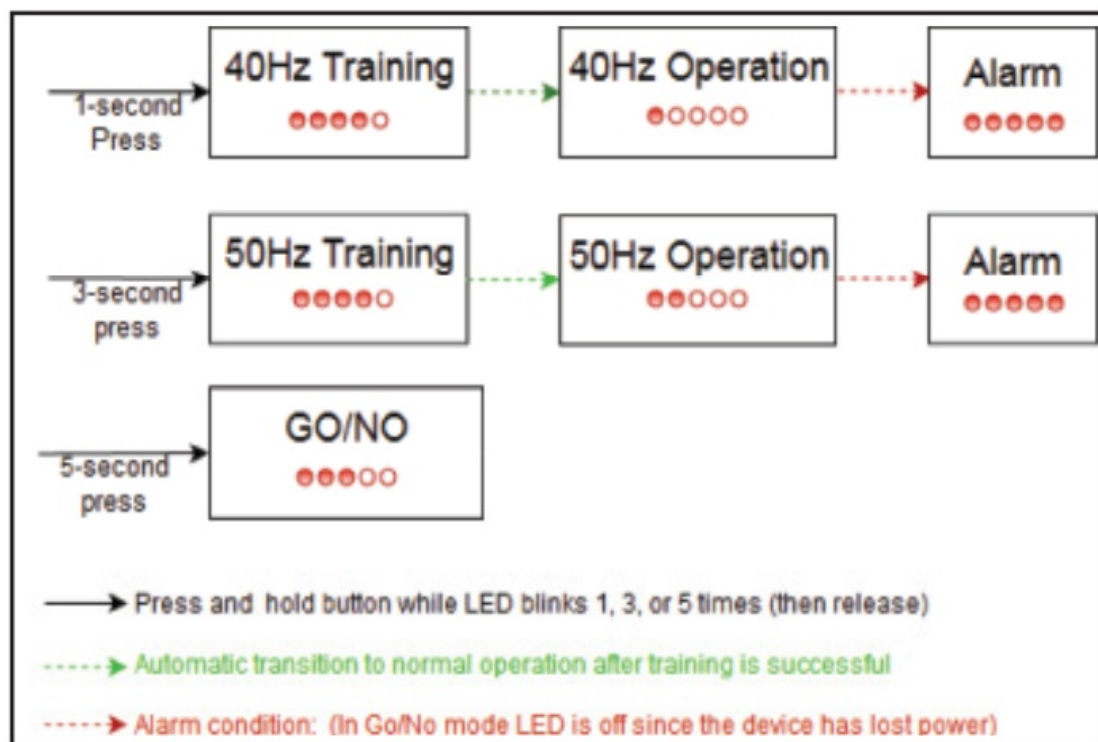 40Hz Training
40Hz Operation
Alarm
1-second
Press
50Hz Training
50Hz Operation
Alarm
3-second
press
GO/NO
5-second
press
Press and hold button while LED blinks 1, 3, or 5 times (then release)
Automatic transition to normal operation after training is successful
Alarm condition: (In Go/No mode LED is off since the device has lost power)